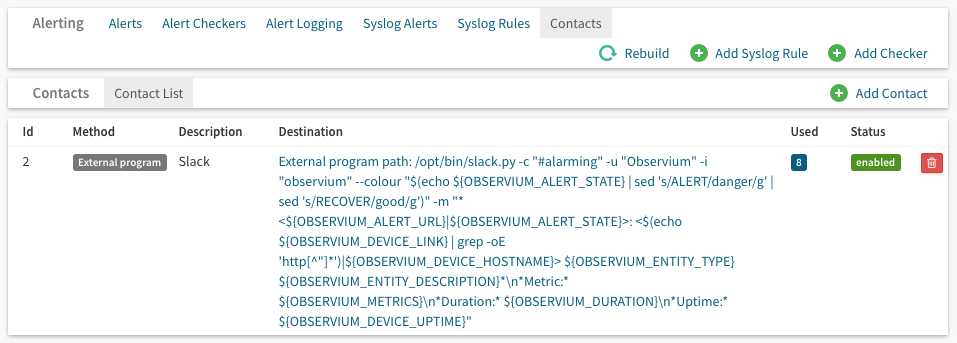 Alerting Alerts Alert Checkers Alert Logging Syslog Alerts Syslog Rules Contacts
Rebuild Add Syslog Rule Add Checker
Contacts Contact List Add Contact
Id Method Description Destination Used Status
2 External program Slack External program path: /opt/bin/slack.py -c "#alarming" -u "Observium" -i 8 enabled
"observium" --colour "$(echo ${OBSERVIUM_ALERT_STATE} | sed 's/ALERT/danger/g' |
sed 's/RECOVER/good/g')" -m "*
<${OBSERVIUM_ALERT_URL}|${OBSERVIUM_ALERT_STATE}>: <$(echo
${OBSERVIUM_DEVICE_LINK} | grep -oE
'http[^"]*')|${OBSERVIUM_DEVICE_HOSTNAME}> ${OBSERVIUM_ENTITY_TYPE}
${OBSERVIUM_ENTITY_DESCRIPTION}*\n*Metric:*
${OBSERVIUM_METRICS}\n*Duration:* ${OBSERVIUM_DURATION}\n*Uptime:*
${OBSERVIUM_DEVICE_UPTIME}"